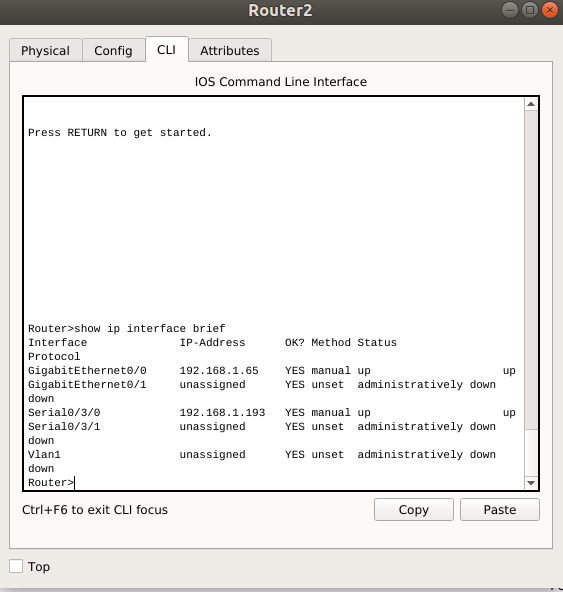 Router2
Physical Config CLI Attributes
IOS Command Line Interface
Press RETURN to get started.
Router>show ip interface brief
Interface              IP-Address      OK? Method Status
Protocol
GigabitEthernet0/0     192.168.1.65    YES manual up                    up
GigabitEthernet0/1     unassigned      YES unset  administratively down
down
Serial0/3/0            192.168.1.193   YES manual up                    up
Serial0/3/1            unassigned      YES unset  administratively down
down
Vlan1                  unassigned      YES unset  administratively down
down
Router>
Ctrl+F6 to exit CLI focus
Copy Paste
Top